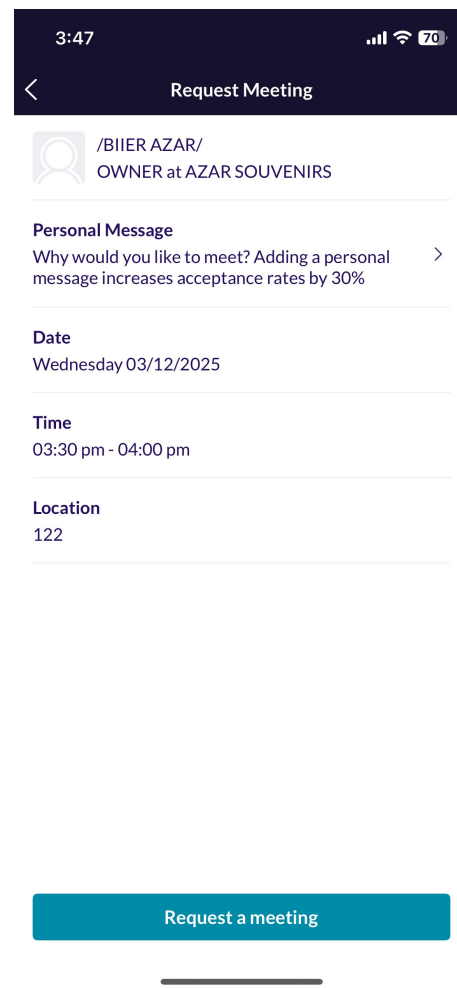 3:47
70
Request Meeting
/BIIER AZAR/
OWNER at AZAR SOUVENIRS
Personal Message
Why would you like to meet? Adding a personal
message increases acceptance rates by 30%
Date
Wednesday 03/12/2025
Time
03:30 pm - 04:00 pm
Location
122
Request a meeting